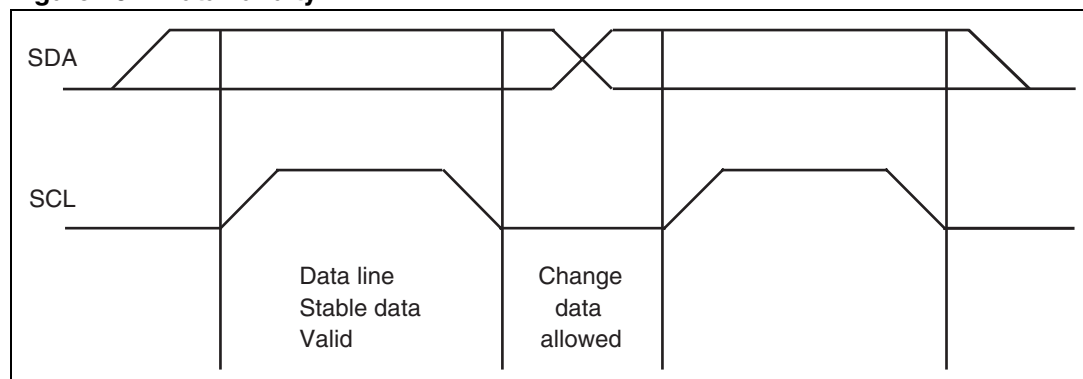 SDA
SCL
Data line
Stable data
Valid
Change
data
allowed